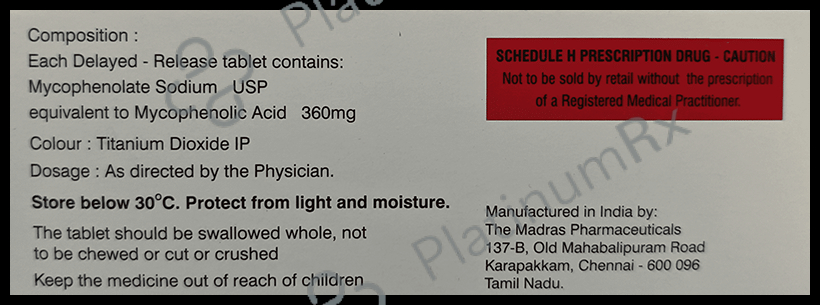 Composition :
Each Delayed - Release tablet contains:
Mycophenolate Sodium USP
equivalent to Mycophenolic Acid 360mg
Colour : Titanium Dioxide IP
Dosage : As directed by the Physician.
Store below 30°C. Protect from light and moisture.
The tablet should be swallowed whole, not
to be chewed or cut or crushed
Keep the medicine out of reach of children
SCHEDULE H PRESCRIPTION DRUG - CAUTION
Not to be sold by retail without the prescription
of a Registered Medical Practitioner.
Manufactured in India by:
The Madras Pharmaceuticals
137-B, Old Mahabalipuram Road
Karapakkam, Chennai - 600 096
Tamil Nadu.
PlatinumRx
PlatinumRx